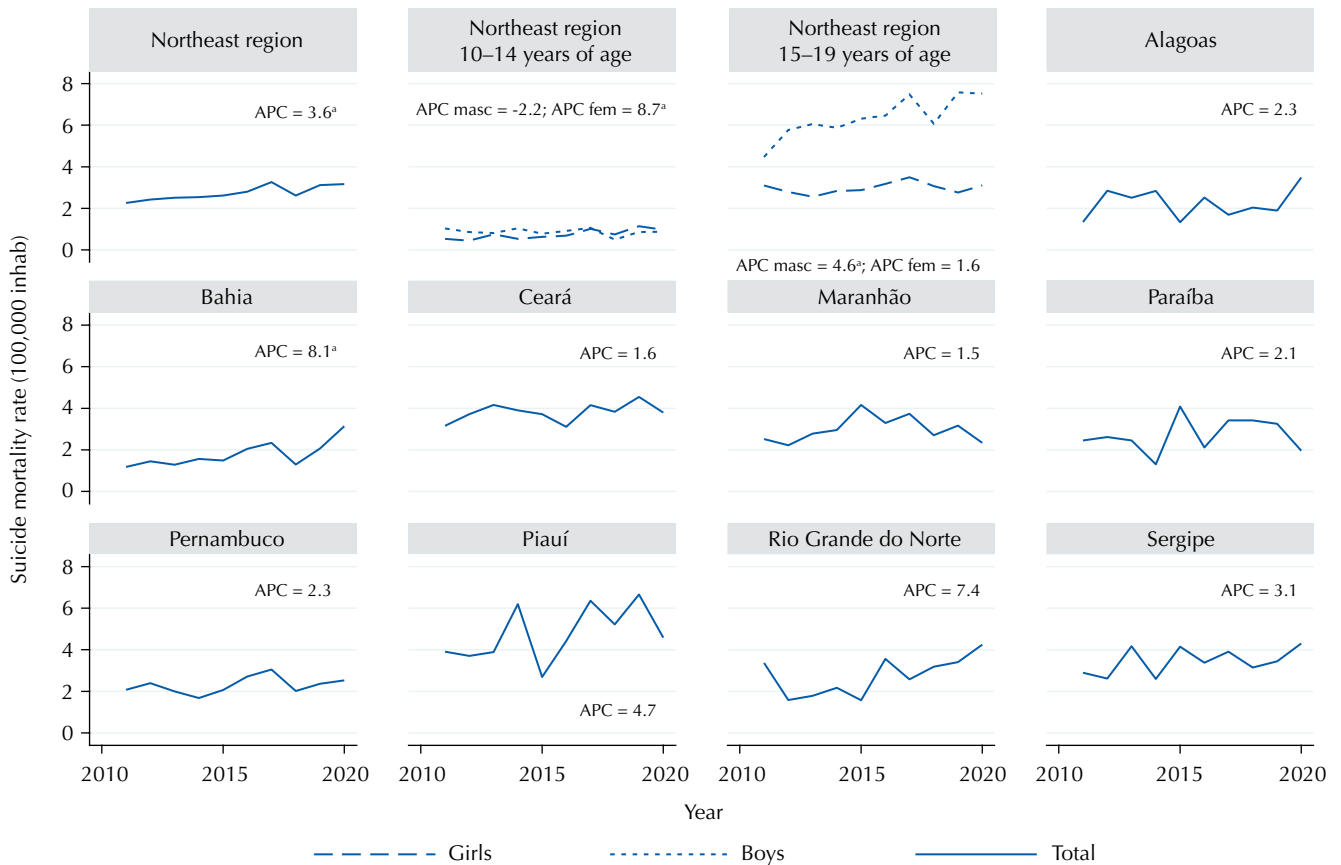 Northeast region
Northeast region
10–14 years of age
Northeast region
15–19 years of age
Alagoas
8
6
4
2
0
APC = 3.6ᵃ
APC masc = -2.2; APC fem = 8.7ᵃ
APC masc = 4.6ᵃ; APC fem = 1.6
APC = 2.3
Suicide mortality rate (100,000 inhab)
Bahia
Ceará
Maranhão
Paraíba
8
6
4
2
0
APC = 8.1ᵃ
APC = 1.6
APC = 1.5
APC = 2.1
Pernambuco
Piauí
Rio Grande do Norte
Sergipe
8
6
4
2
0
APC = 2.3
APC = 4.7
APC = 7.4
APC = 3.1
2010 2015 2020
2010 2015 2020
2010 2015 2020
2010 2015 2020
Year
Girls
Boys
Total